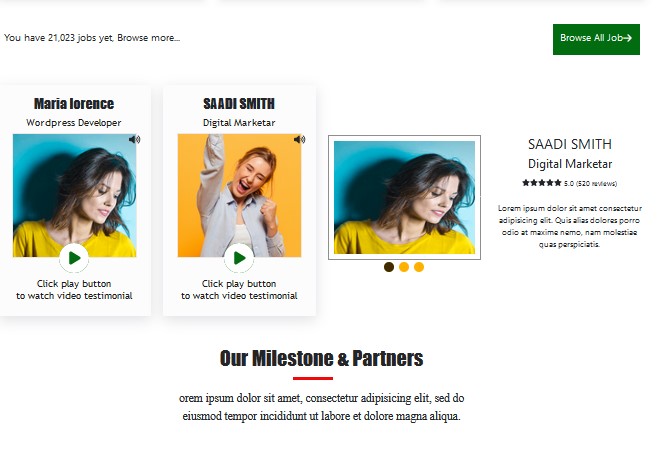 You have 21,023 jobs yet, Browse more...
Browse All Job
Maria lorence
Wordpress Developer
Click play button
to watch video testimonial
SAADI SMITH
Digital Marketar
Click play button
to watch video testimonial
SAADI SMITH
Digital Marketar
5.0 (520 reviews)
Lorem ipsum dolor sit amet consectetur
adipisicing elit. Quis alias dolores porro
odio at maxime nemo, nam molestiae
quas perspiciatis.
Our Milestone & Partners
orem ipsum dolor sit amet, consectetur adipisicing elit, sed do
eiusmod tempor incididunt ut labore et dolore magna aliqua.